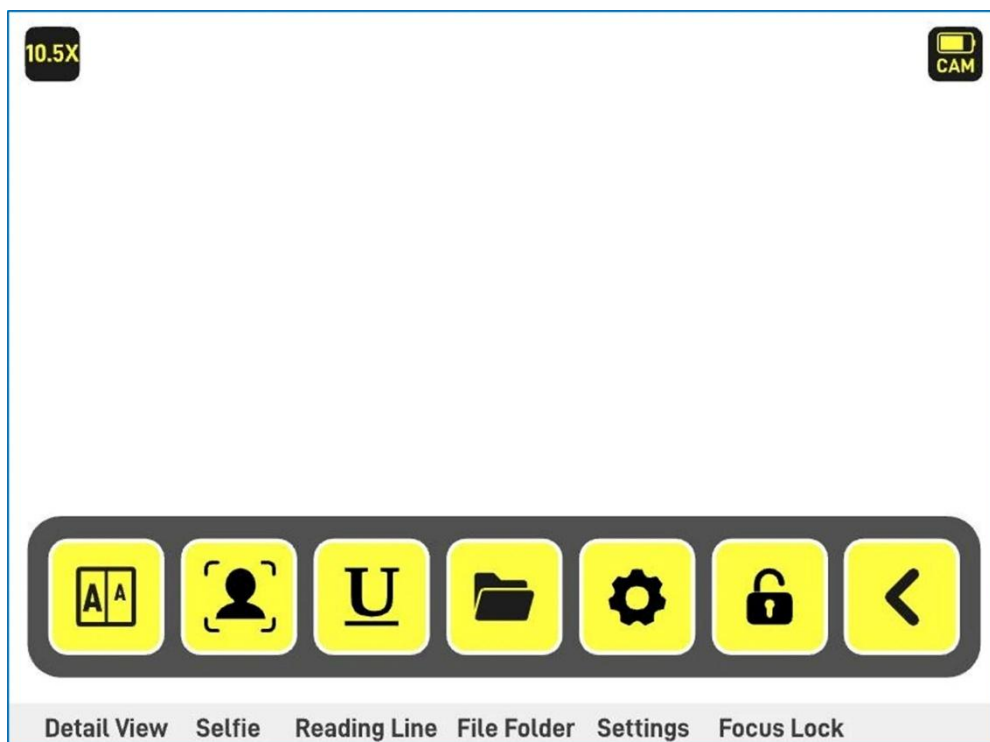 10.5X
CAM
A A
U
Detail View Selfie Reading Line File Folder Settings Focus Lock